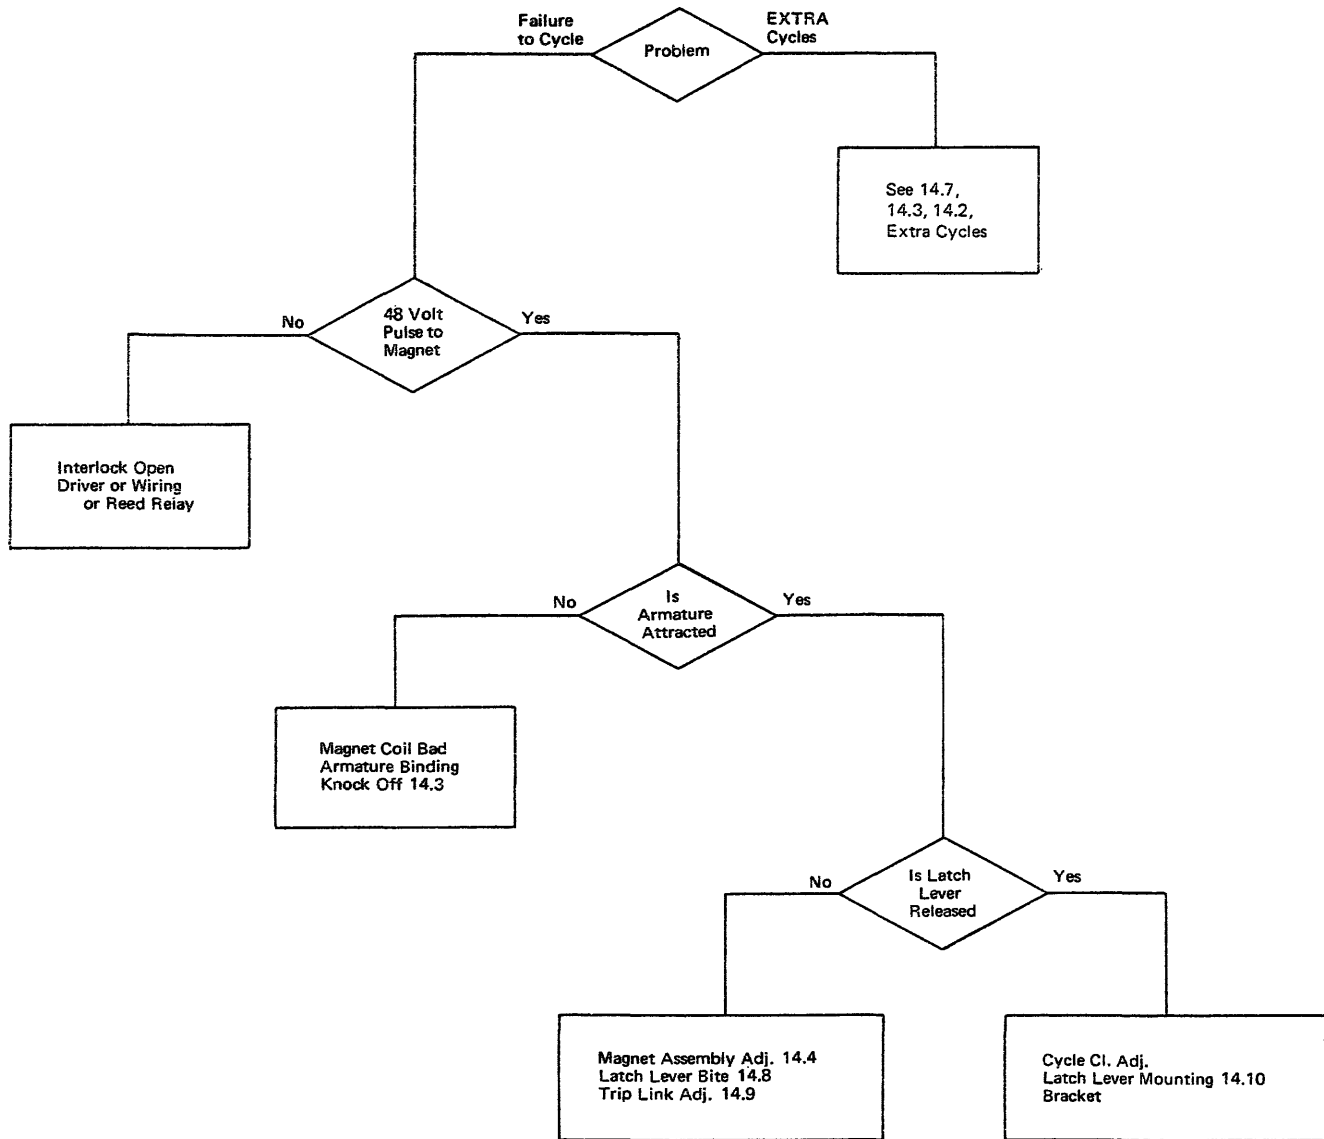 Failure
to Cycle
Problem
EXTRA
Cycles
See 14.7,
14.3, 14.2,
Extra Cycles
No
48 Volt
Pulse to
Magnet
Yes
Interlock Open
Driver or Wiring
or Reed Relay
No
Is
Armature
Attracted
Yes
Magnet Coil Bad
Armature Binding
Knock Off 14.3
No
Is Latch
Lever
Released
Yes
Magnet Assembly Adj. 14.4
Latch Lever Bite 14.8
Trip Link Adj. 14.9
Cycle Cl. Adj.
Latch Lever Mounting 14.10
Bracket